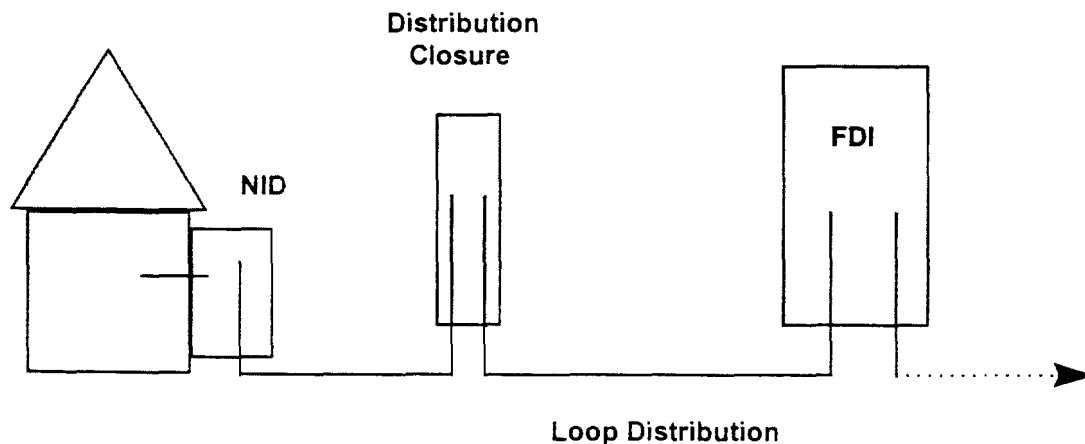 Distribution
Closure
FDI
NID
Loop Distribution